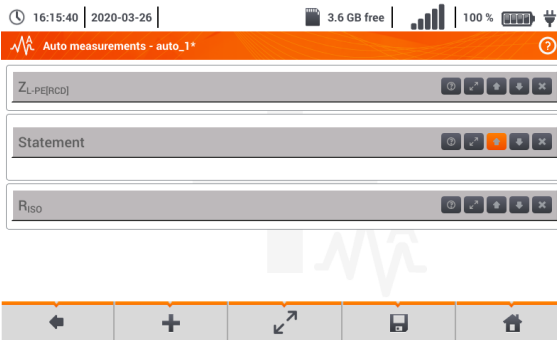 16:15:40 2020-03-26 3.6 GB free 100 %
Auto measurements - auto_1*
ZL-PE[RCD]
Statement
RISO